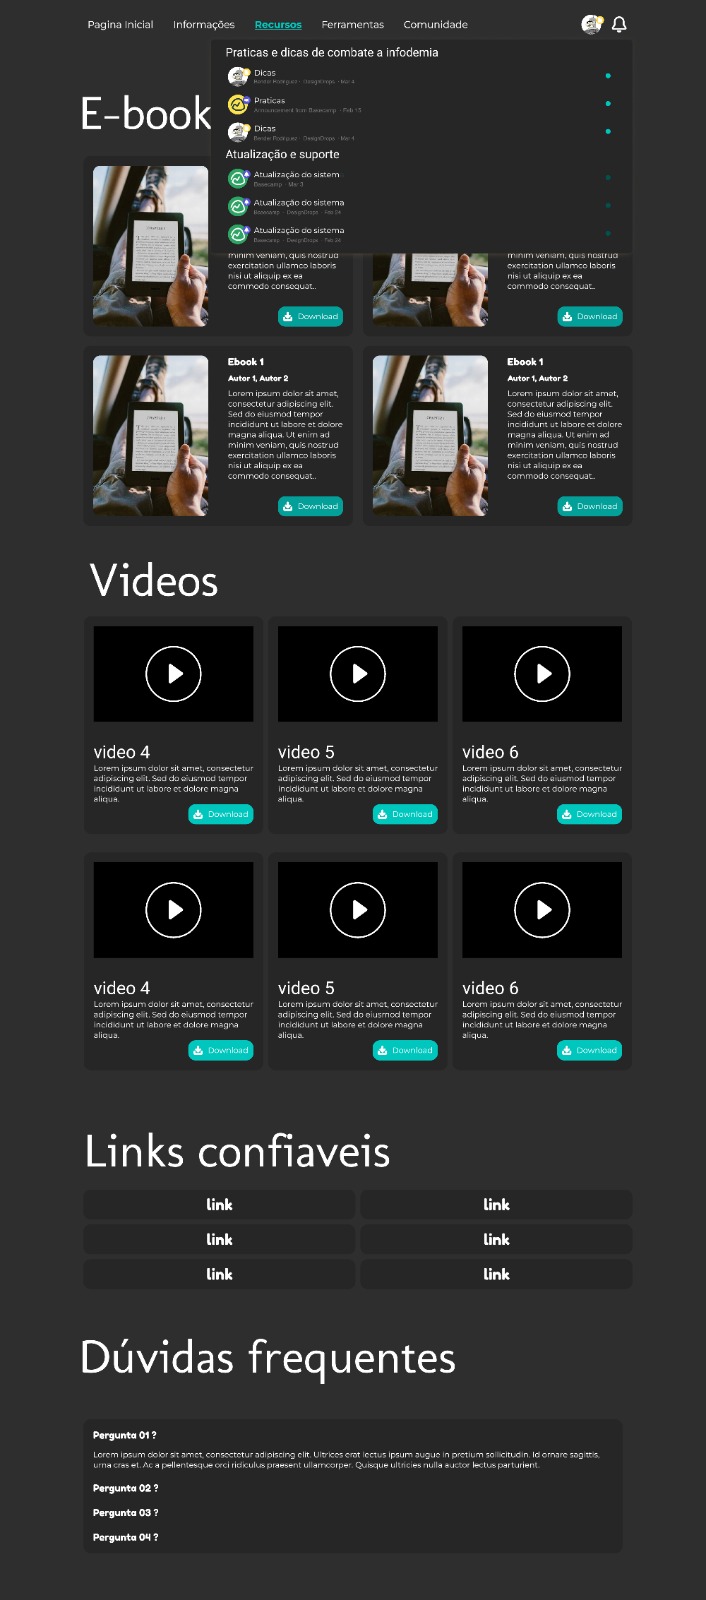 Pagina Inicial Informações Recursos Ferramentas Comunidade
Praticas e dicas de combate a infodemia
Dicas
Bender Rodríguez - DesignDrops - Mar 4
Praticas
Announcement from Basecamp - Feb 15
Dicas
Bender Rodríguez - DesignDrops - Mar 4
Atualização e suporte
Atualização do sistem
Basecamp - Mar 3
Atualização do sistema
Basecamp - DesignDrops - Feb 24
Atualização do sistema
Basecamp - DesignDrops - Feb 24
E-book
minim veniam, quis nostrud
exercitation ullamco laboris
nisi ut aliquip ex ea
commodo consequat..
Download
minim veniam, quis nostrud
exercitation ullamco laboris
nisi ut aliquip ex ea
commodo consequat..
Download
Ebook 1
Autor 1, Autor 2
Lorem ipsum dolor sit amet,
consectetur adipiscing elit.
Sed do eiusmod tempor
incididunt ut labore et dolore
magna aliqua. Ut enim ad
minim veniam, quis nostrud
exercitation ullamco laboris
nisi ut aliquip ex ea
commodo consequat..
Download
Ebook 1
Autor 1, Autor 2
Lorem ipsum dolor sit amet,
consectetur adipiscing elit.
Sed do eiusmod tempor
incididunt ut labore et dolore
magna aliqua. Ut enim ad
minim veniam, quis nostrud
exercitation ullamco laboris
nisi ut aliquip ex ea
commodo consequat..
Download
Videos
video 4
Lorem ipsum dolor sit amet, consectetur
adipiscing elit. Sed do eiusmod tempor
incididunt ut labore et dolore magna
aliqua.
Download
video 5
Lorem ipsum dolor sit amet, consectetur
adipiscing elit. Sed do eiusmod tempor
incididunt ut labore et dolore magna
aliqua.
Download
video 6
Lorem ipsum dolor sit amet, consectetur
adipiscing elit. Sed do eiusmod tempor
incididunt ut labore et dolore magna
aliqua.
Download
video 4
Lorem ipsum dolor sit amet, consectetur
adipiscing elit. Sed do eiusmod tempor
incididunt ut labore et dolore magna
aliqua.
Download
video 5
Lorem ipsum dolor sit amet, consectetur
adipiscing elit. Sed do eiusmod tempor
incididunt ut labore et dolore magna
aliqua.
Download
video 6
Lorem ipsum dolor sit amet, consectetur
adipiscing elit. Sed do eiusmod tempor
incididunt ut labore et dolore magna
aliqua.
Download
Links confiaveis
link link
link link
link link
Dúvidas frequentes
Pergunta 01 ?
Lorem ipsum dolor sit amet, consectetur adipiscing elit. Ultrices erat lectus ipsum augue in pretium sollicitudin. Id ornare sagittis,
urna cras et. Ac a pellentesque orci ridiculus praesent ullamcorper. Quisque ultricies nulla auctor lectus parturient.
Pergunta 02 ?
Pergunta 03 ?
Pergunta 04 ?